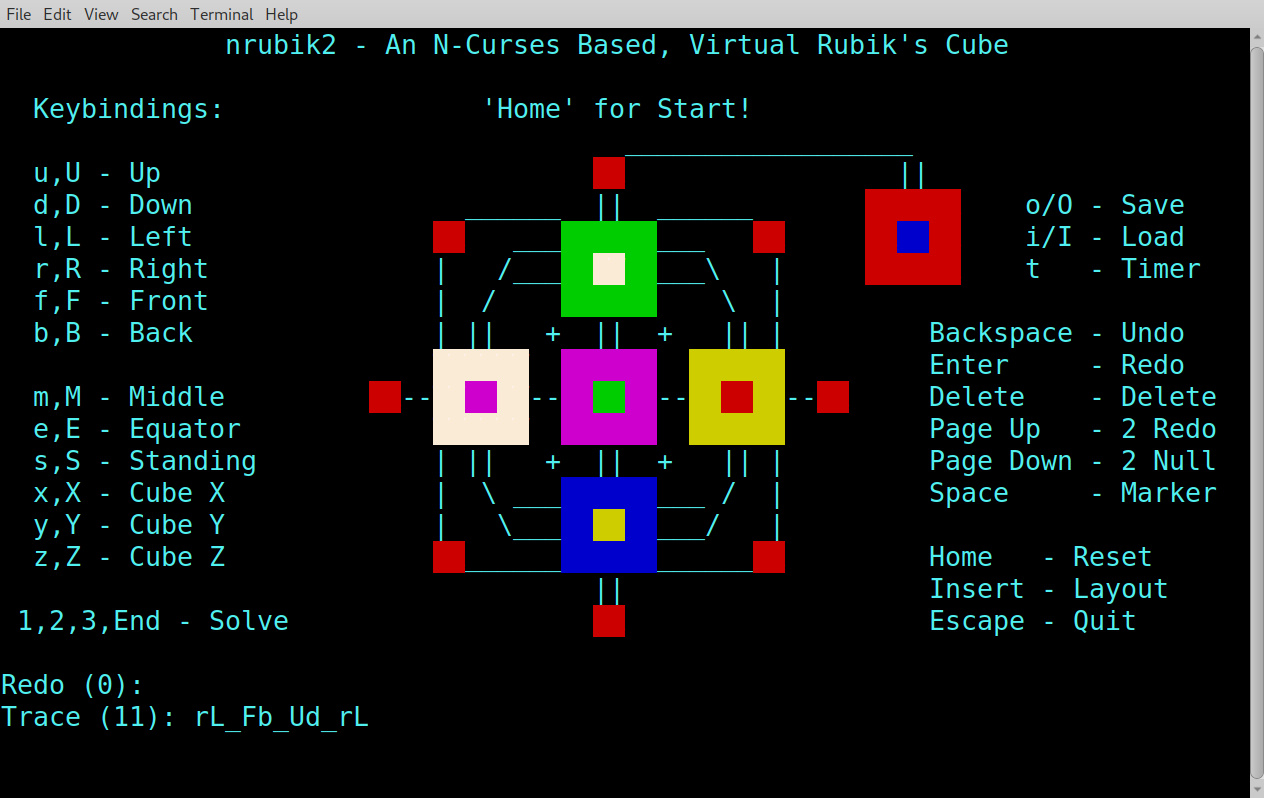 File Edit View Search Terminal Help
nrubik2 - An N-Curses Based, Virtual Rubik's Cube
Keybindings: 'Home' for Start!
u,U - Up
d,D - Down o/O - Save
l,L - Left i/I - Load
r,R - Right t - Timer
f,F - Front
b,B - Back Backspace - Undo
Enter - Redo
m,M - Middle Delete - Delete
e,E - Equator Page Up - 2 Redo
s,S - Standing Page Down - 2 Null
x,X - Cube X Space - Marker
y,Y - Cube Y
z,Z - Cube Z Home - Reset
Insert - Layout
1,2,3,End - Solve Escape - Quit
Redo (0):
Trace (11): rL_Fb_Ud_rL